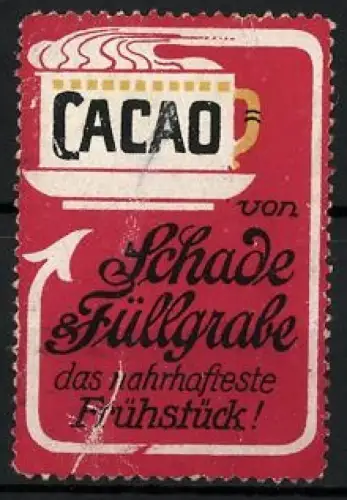 CACAO
von
Schade
& Füllgrabe
das nahrhafteste
Frühstück!